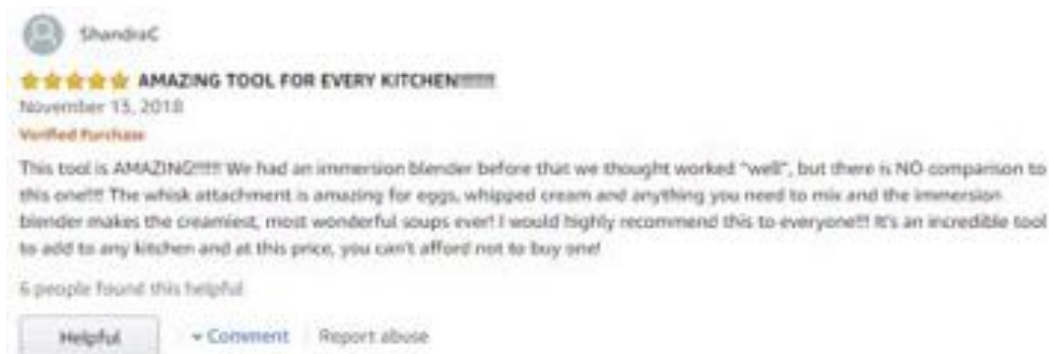 ShandraC
AMAZING TOOL FOR EVERY KITCHEN!!!!!!!!
November 13, 2018
Verified Purchase
This tool is AMAZING!!!!!! We had an immersion blender before that we thought worked "well", but there is NO comparison to
this one!!!! The whisk attachment is amazing for eggs, whipped cream and anything you need to mix and the immersion
blender makes the creamiest, most wonderful soups ever! I would highly recommend this to everyone!!! It's an incredible tool
to add to any kitchen and at this price, you can't afford not to buy one!
6 people found this helpful
Helpful
Comment
Report abuse